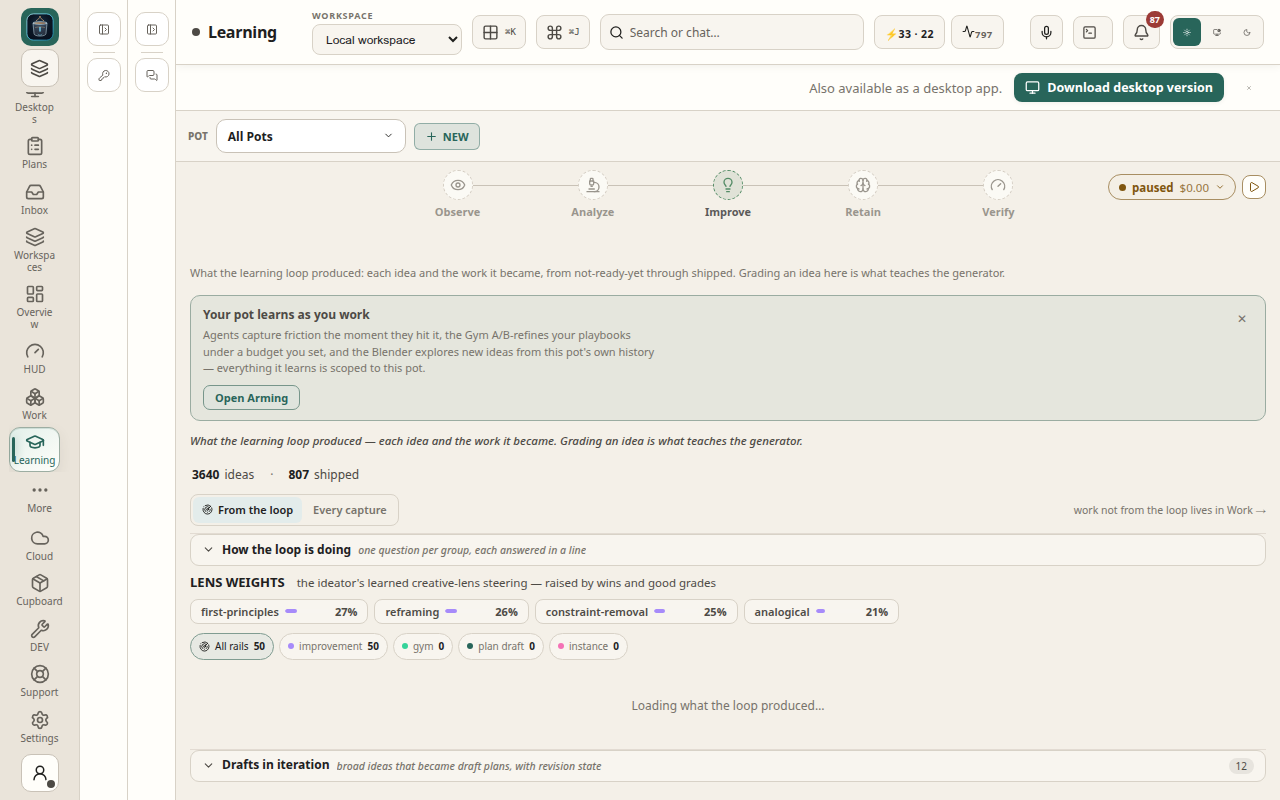 Desktop
s
Plans
Inbox
Workspa
ces
Overvie
w
HUD
Work
Learning
More
Cloud
Cupboard
DEV
Support
Settings
Learning
WORKSPACE
Local workspace
⌘K
⌘J
Search or chat...
⚡33 · 22
797
87
Also available as a desktop app.
Download desktop version
×
POT
All Pots
+ NEW
Observe
Analyze
Improve
Retain
Verify
paused $0.00
What the learning loop produced: each idea and the work it became, from not-ready-yet through shipped. Grading an idea here is what teaches the generator.
Your pot learns as you work
Agents capture friction the moment they hit it, the Gym A/B-refines your playbooks
under a budget you set, and the Blender explores new ideas from this pot's own history
— everything it learns is scoped to this pot.
×
Open Arming
What the learning loop produced — each idea and the work it became. Grading an idea is what teaches the generator.
3640 ideas · 807 shipped
From the loop
Every capture
work not from the loop lives in Work →
How the loop is doing one question per group, each answered in a line
LENS WEIGHTS the ideator's learned creative-lens steering — raised by wins and good grades
first-principles 27%
reframing 26%
constraint-removal 25%
analogical 21%
All rails 50
improvement 50
gym 0
plan draft 0
instance 0
Loading what the loop produced...
Drafts in iteration broad ideas that became draft plans, with revision state
12